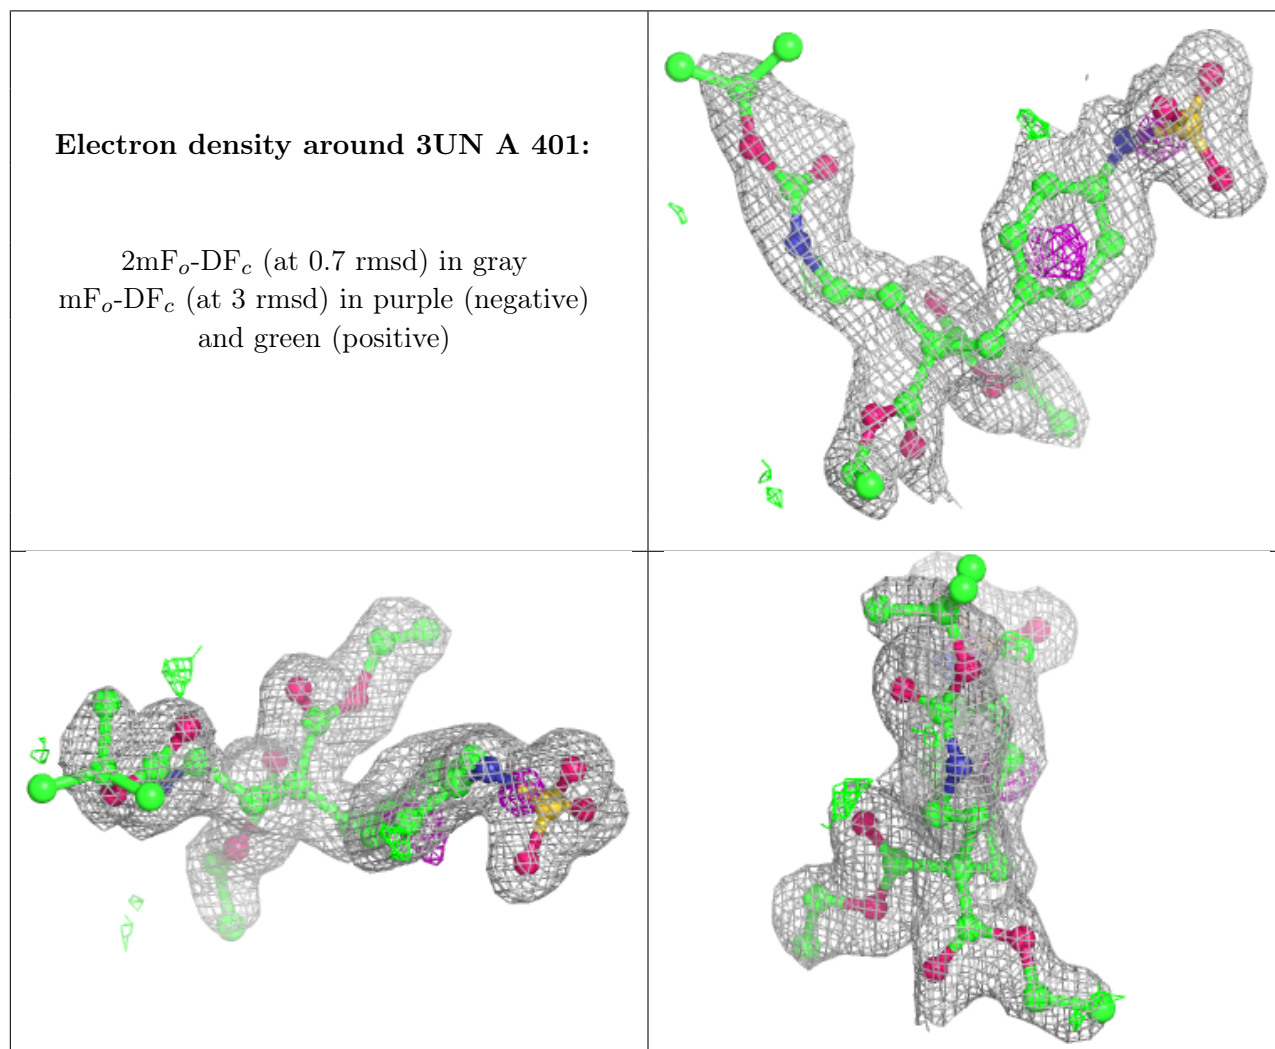 Electron density around 3UN A 401:
2mFo-DFc (at 0.7 rmsd) in gray
mFo-DFc (at 3 rmsd) in purple (negative)
and green (positive)